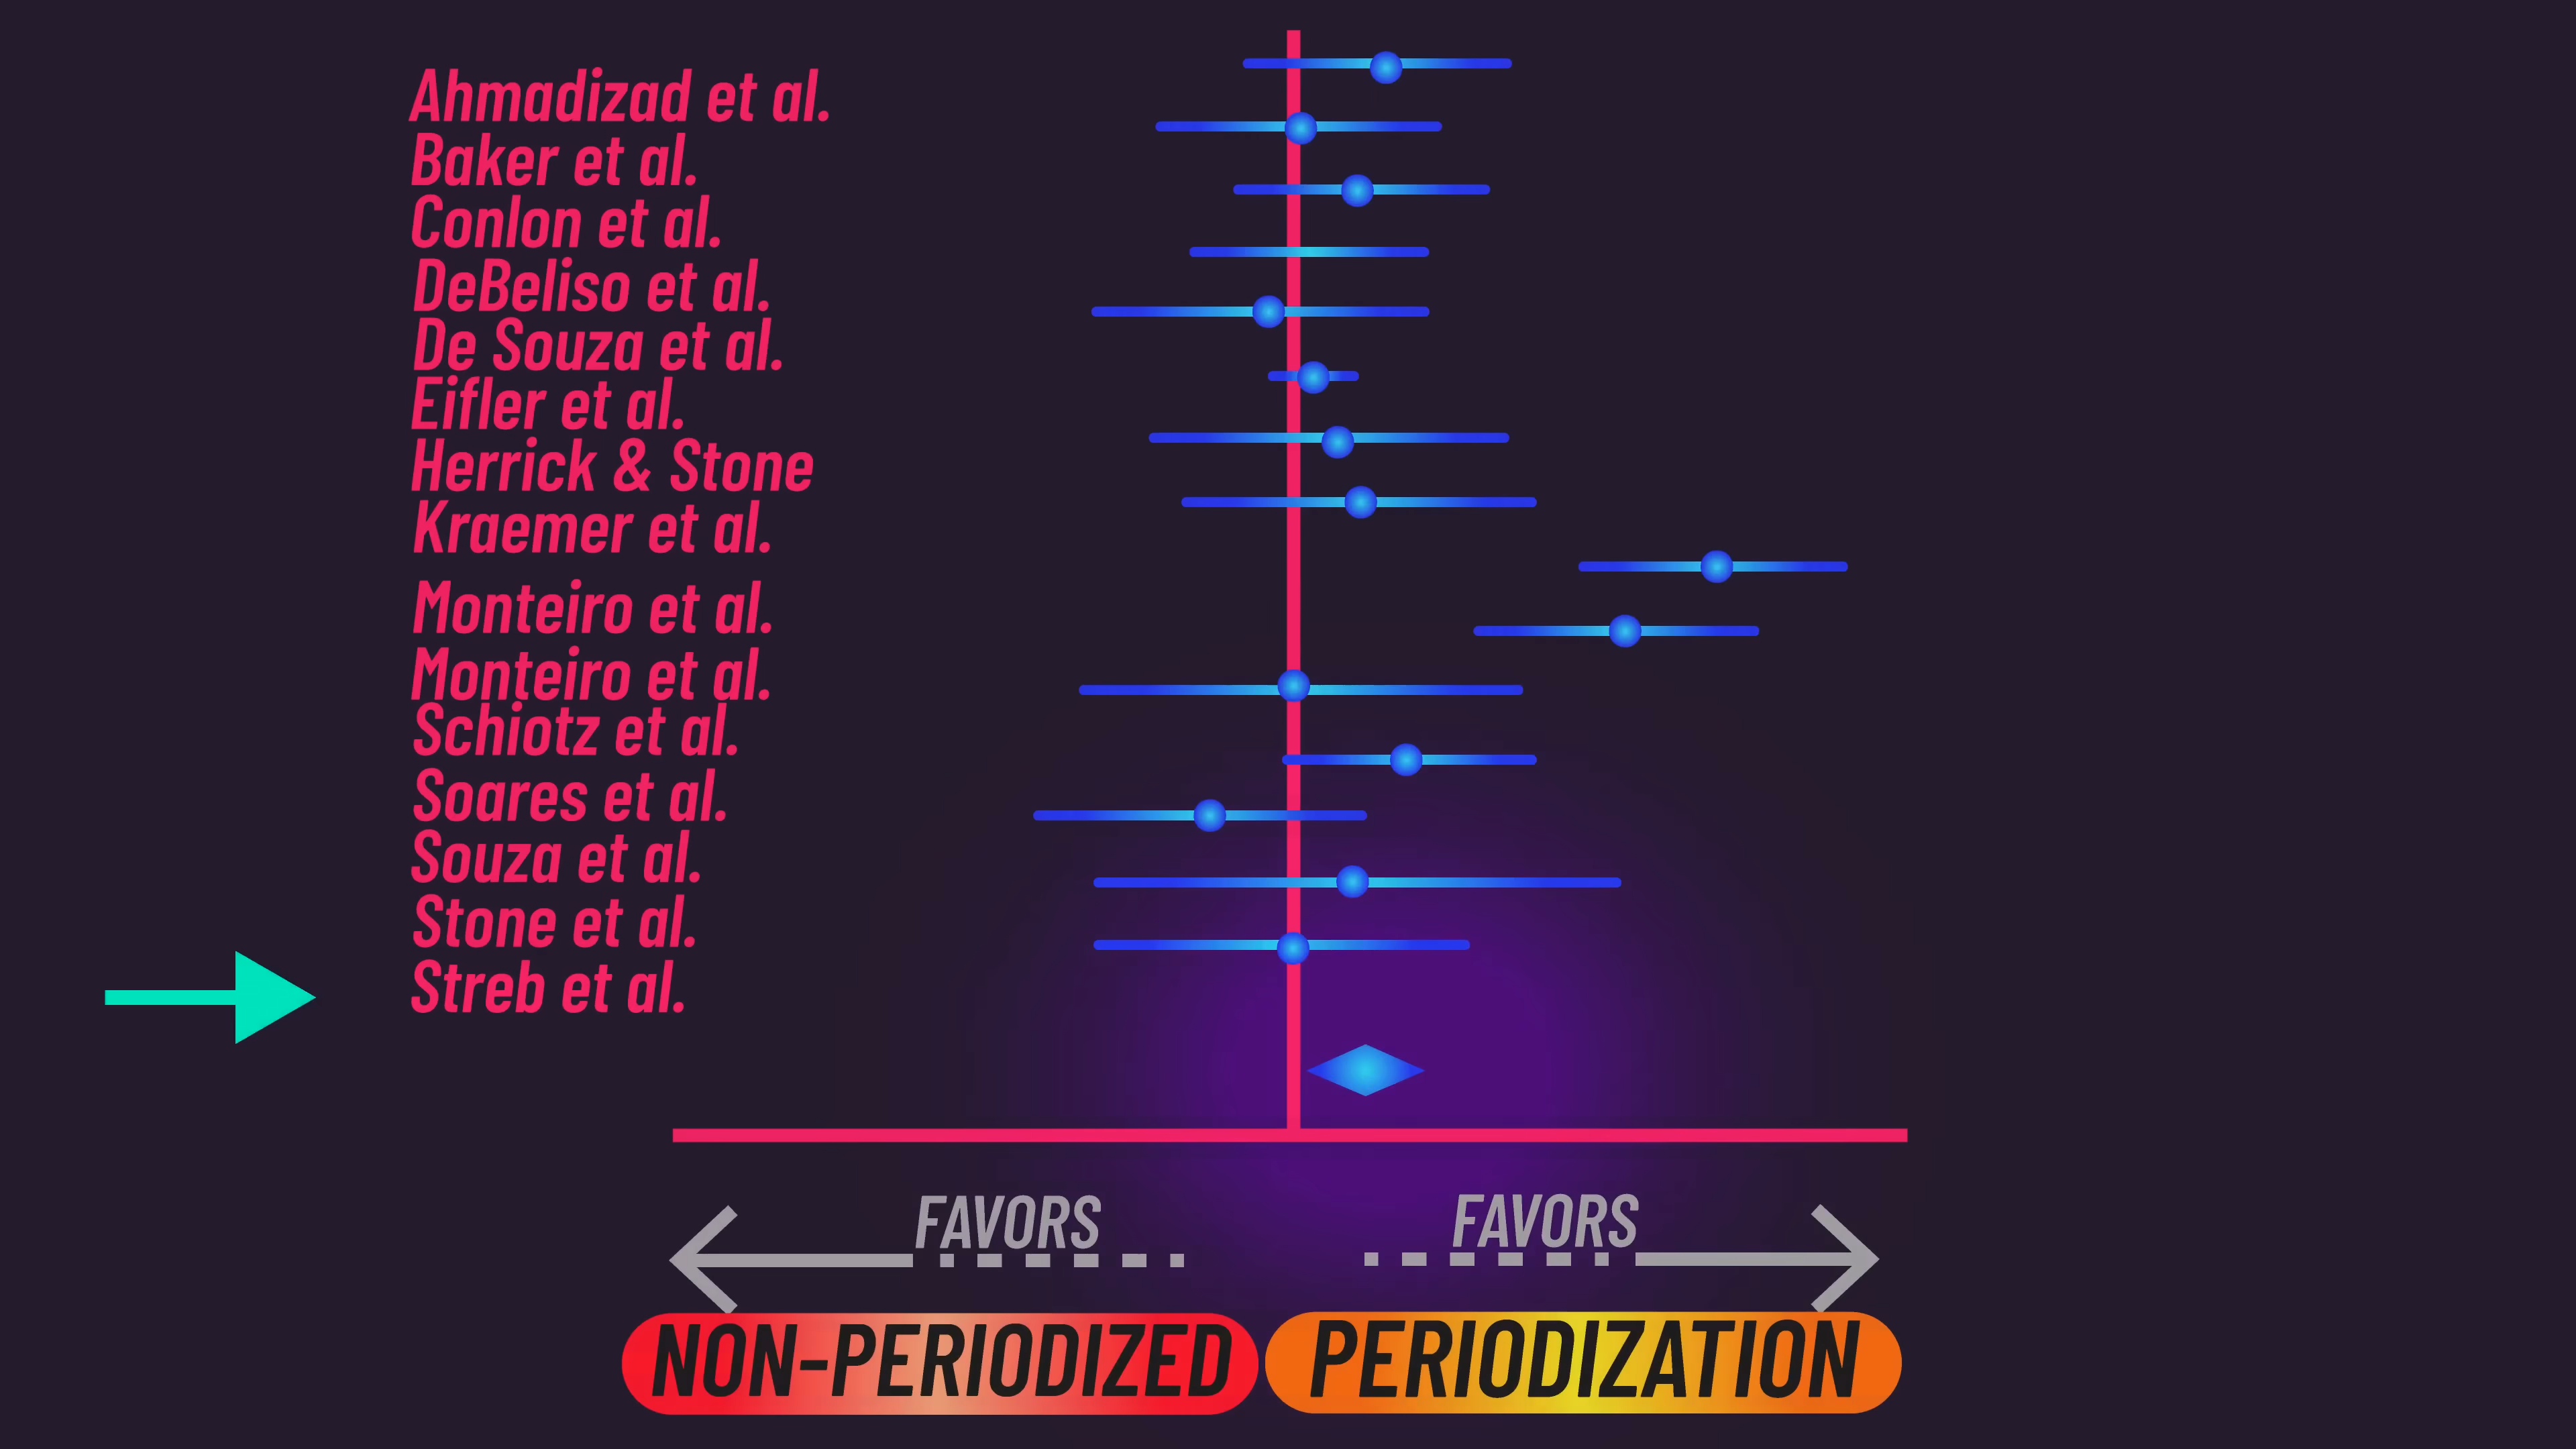 Ahmadizad et al.
Baker et al.
Conlon et al.
DeBeliso et al.
De Souza et al.
Eifler et al.
Herrick & Stone
Kraemer et al.
Monteiro et al.
Monteiro et al.
Schiotz et al.
Soares et al.
Souza et al.
Stone et al.
Streb et al.
FAVORS
FAVORS
NON-PERIODIZED
PERIODIZATION